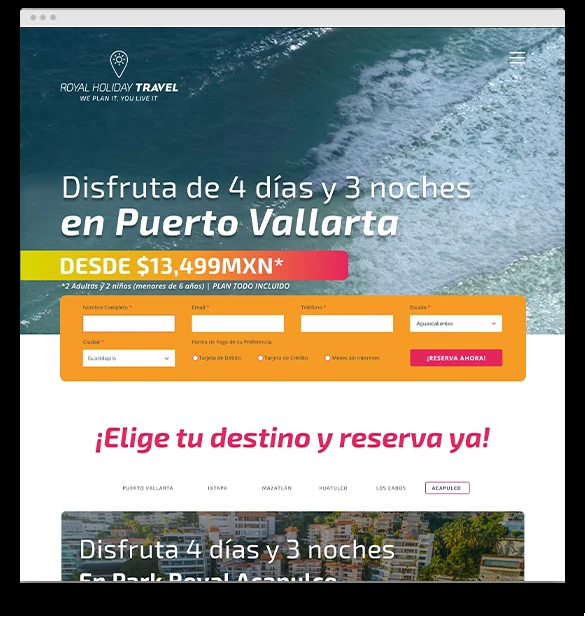 ROYAL HOLIDAY TRAVEL
WE PLAN IT, YOU LIVE IT
Disfruta de 4 días y 3 noches
en Puerto Vallarta
DESDE $13,499MXN*
*2 Adultas y 2 niños (menores de 6 años) | PLAN TODO INCLUIDO
Nombre Completo * Email * Teléfono * Estado *
Aguascalientes
Ciudad * Forma de Pago de su Preferencia
Guadalajara Tarjeta de Débito Tarjeta de Crédito Meses sin Intereses ¡RESERVA AHORA!
¡Elige tu destino y reserva ya!
PUERTO VALLARTA IXTAPA MAZATLÁN HUATULCO LOS CABOS ACAPULCO
Disfruta 4 días y 3 noches
En Park Royal Acapulco